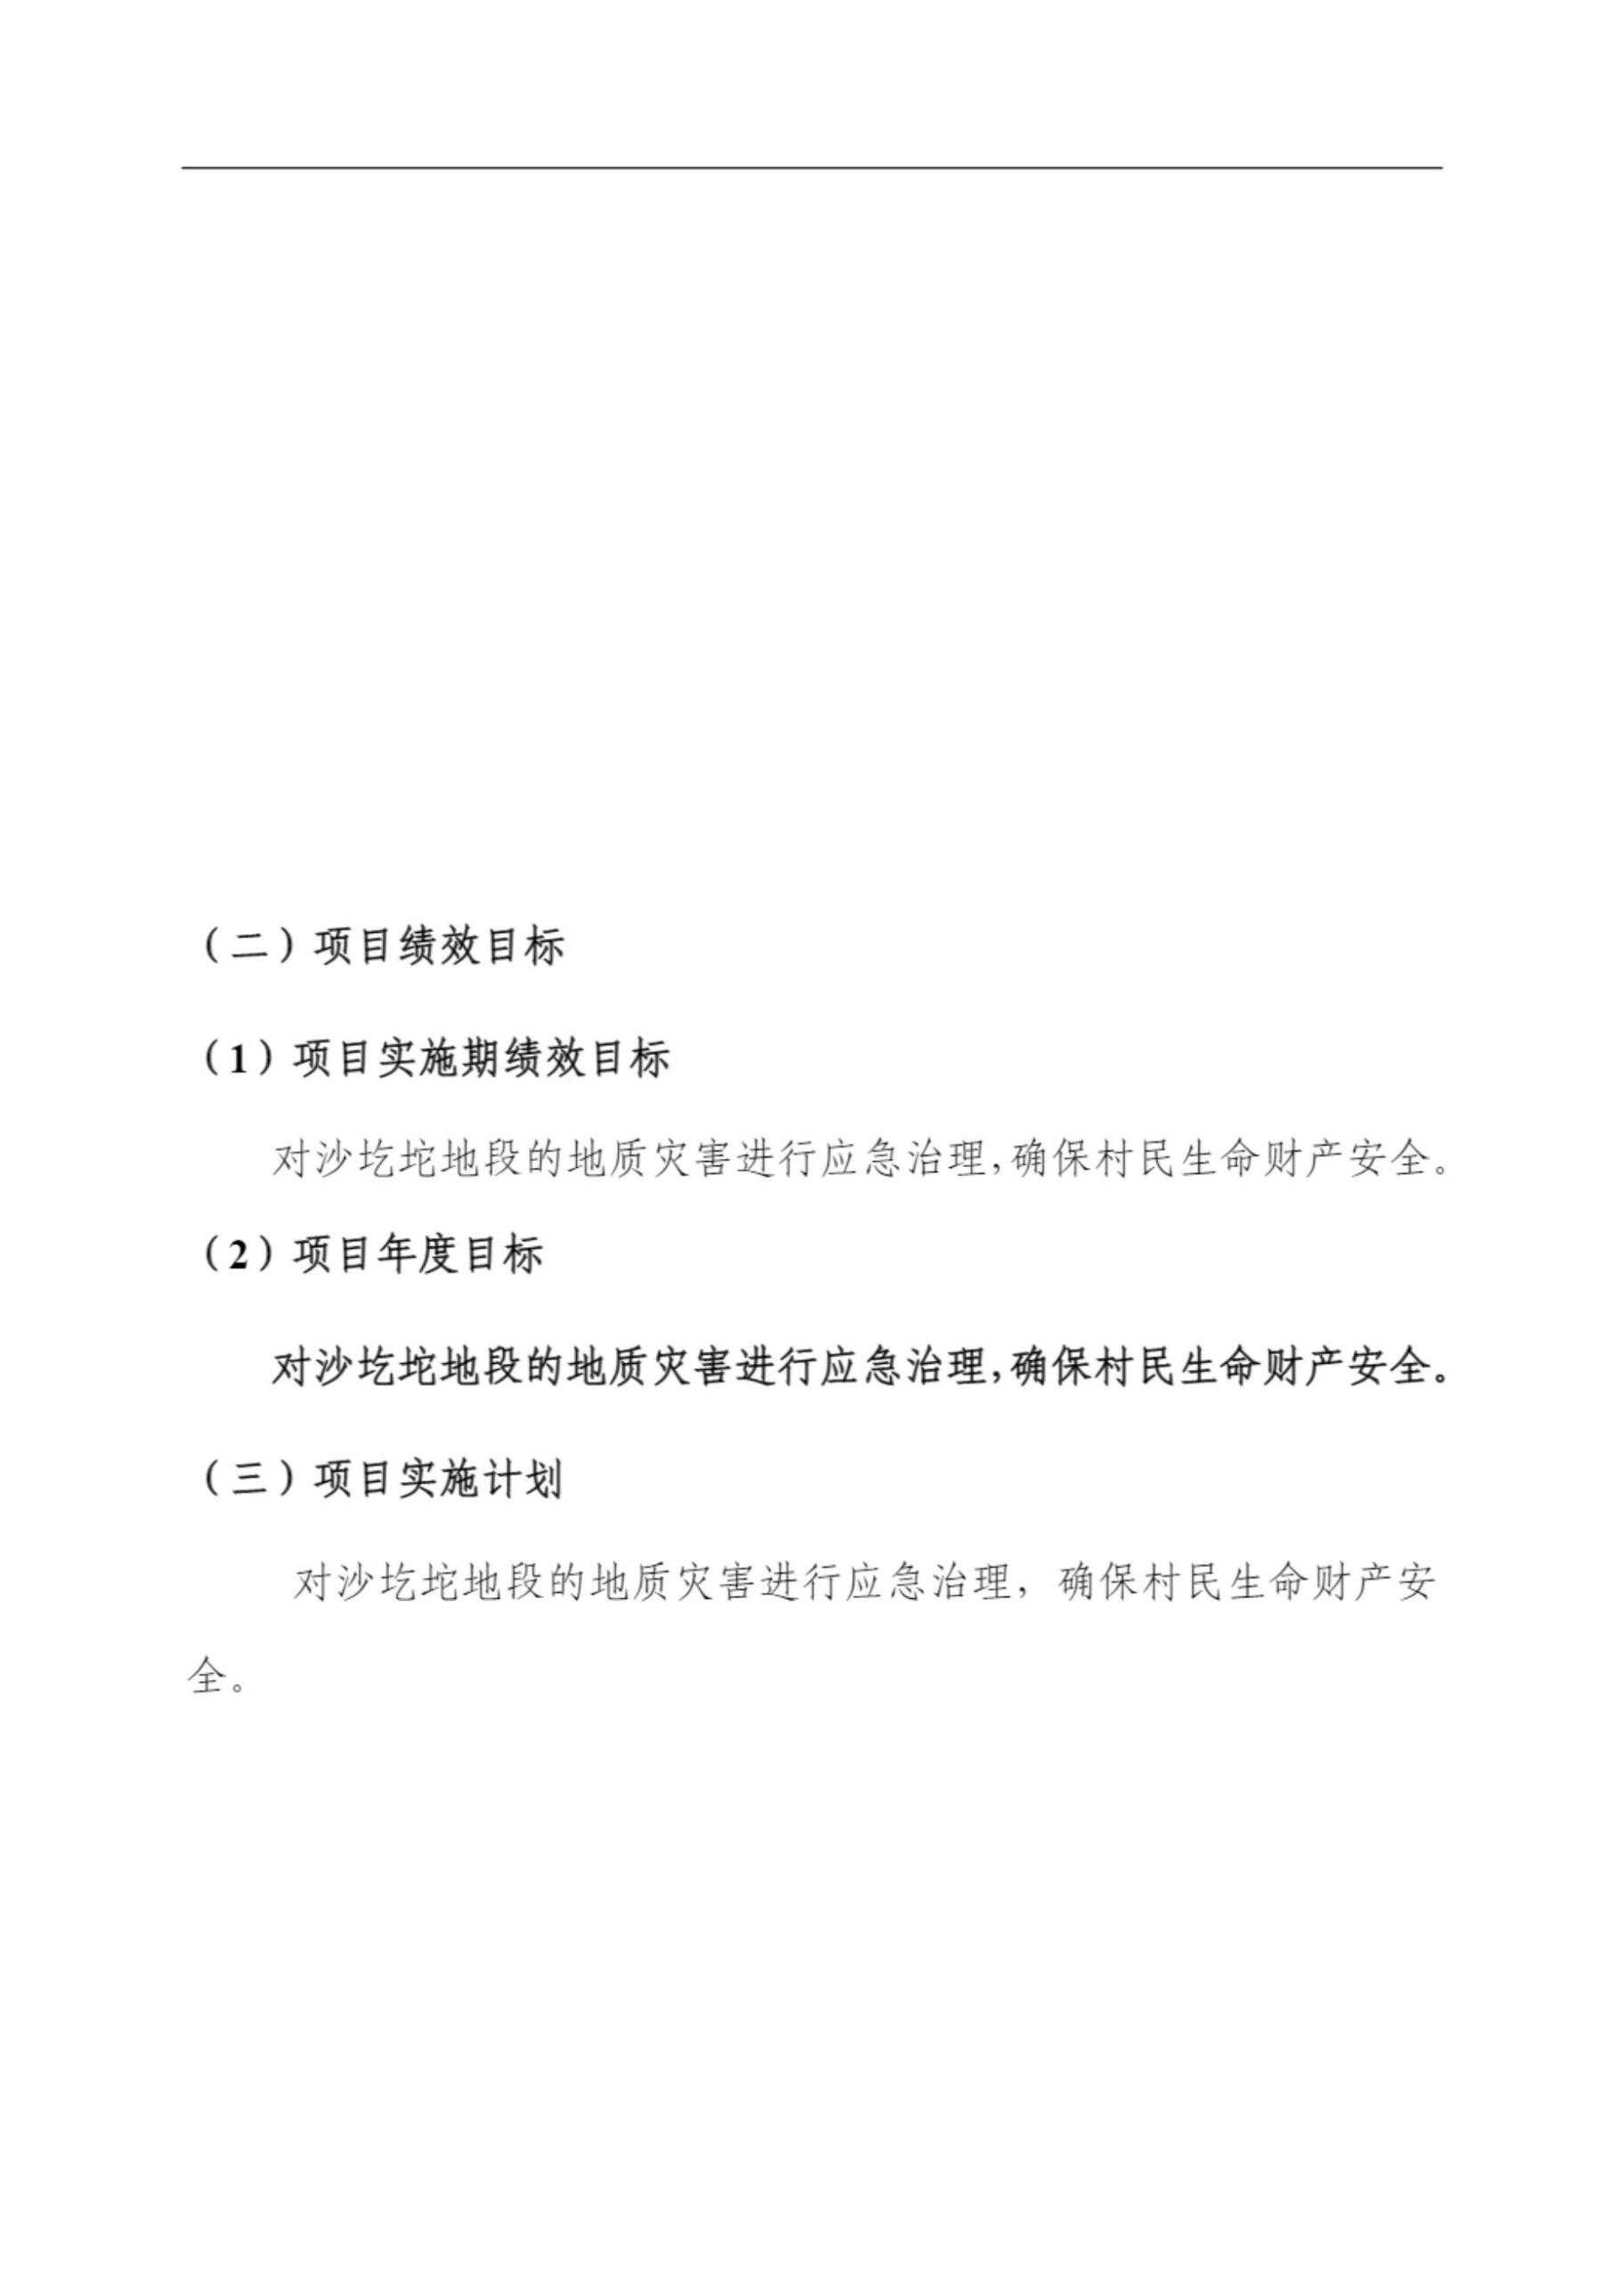 （二）项目绩效目标
（1）项目实施期绩效目标
对沙圪坨地段的地质灾害进行应急治理,确保村民生命财产安全。
（2）项目年度目标
对沙圪坨地段的地质灾害进行应急治理,确保村民生命财产安全。
（三）项目实施计划
对沙圪坨地段的地质灾害进行应急治理，确保村民生命财产安
全。